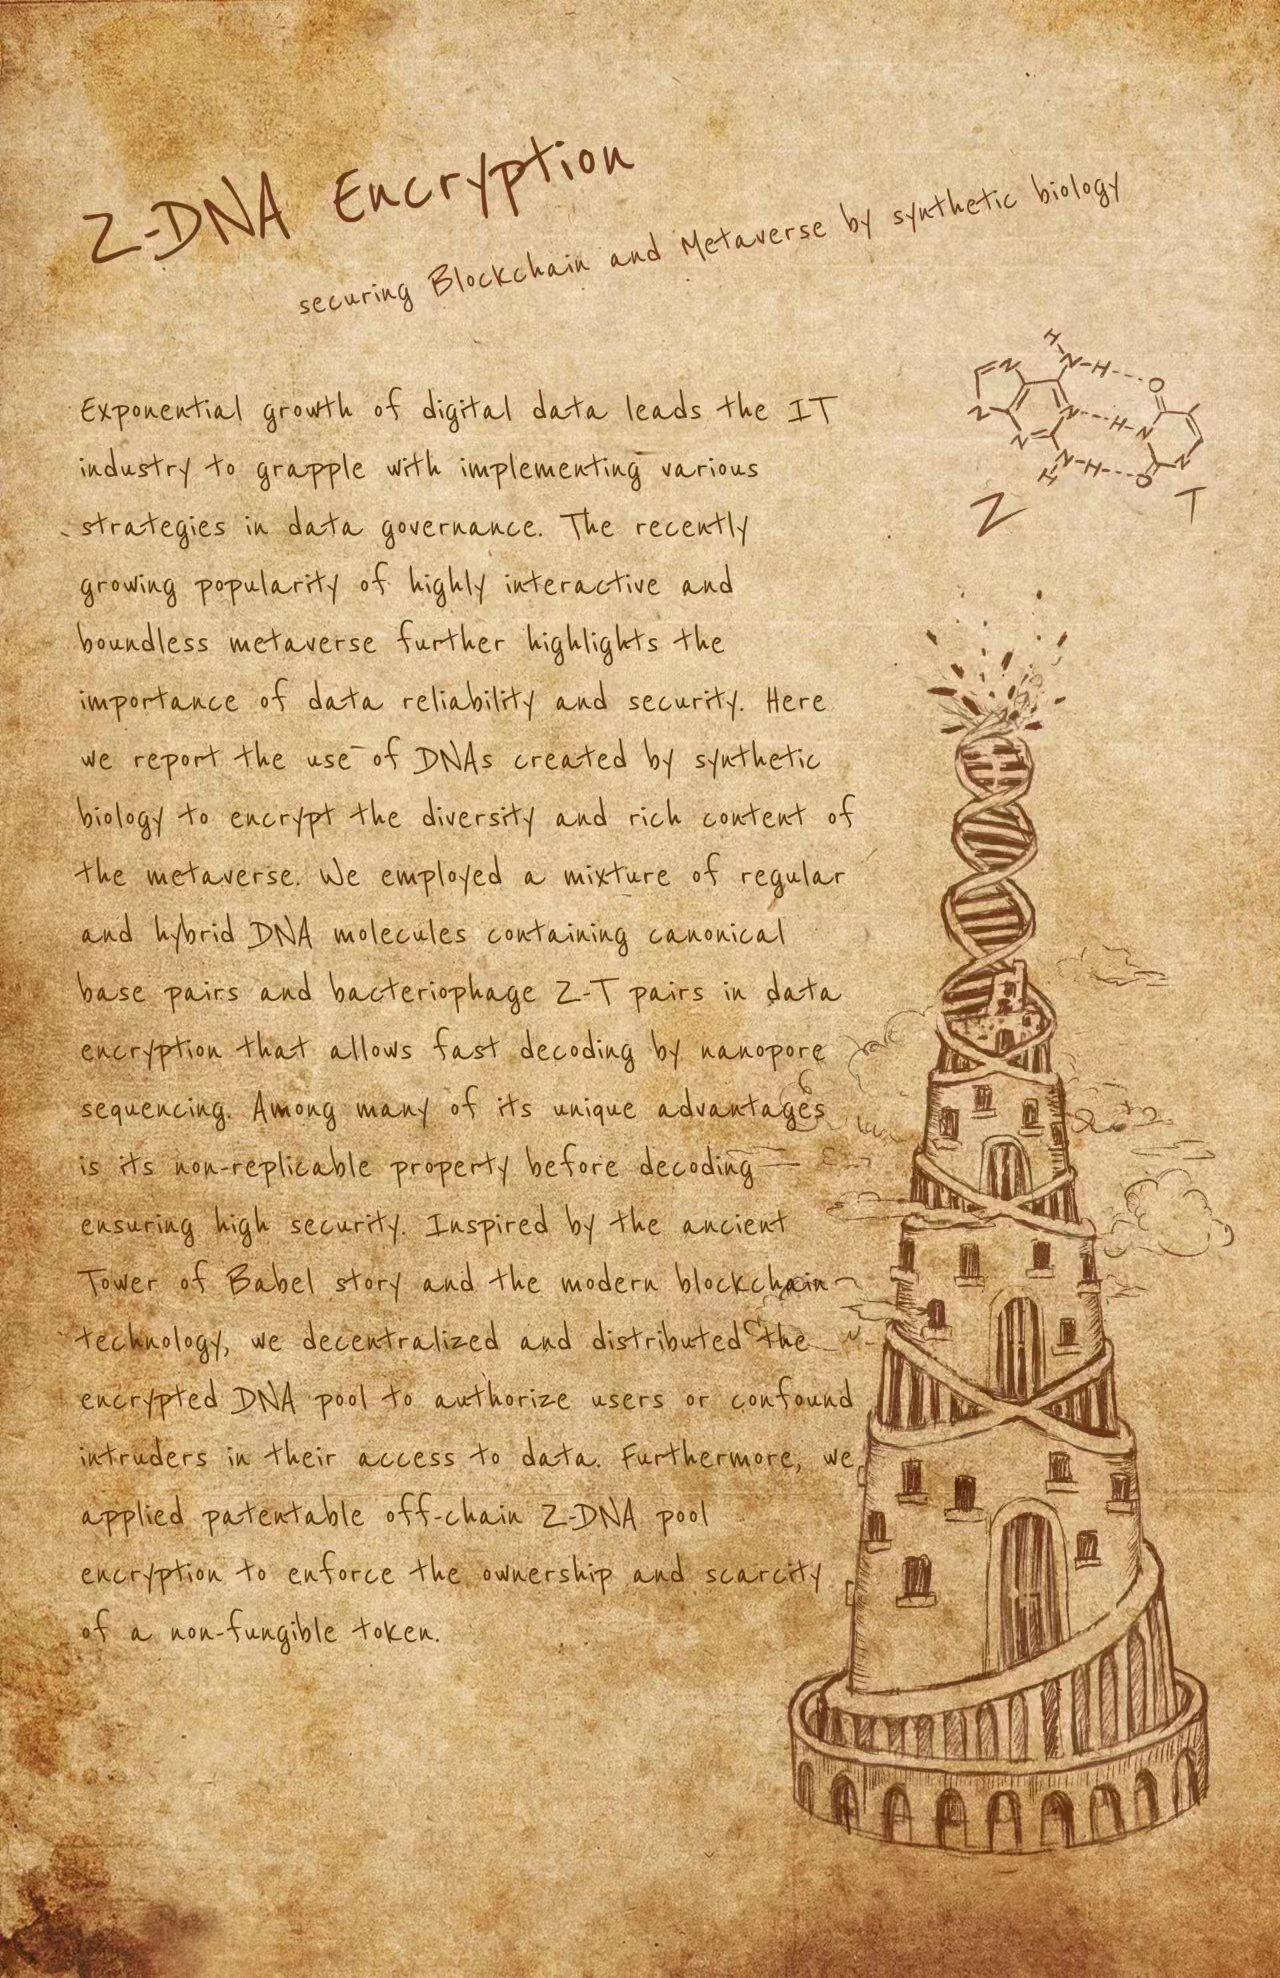 Z-DNA Encryption
securing Blockchain and Metaverse by synthetic biology
Exponential growth of digital data leads the IT
industry to grapple with implementing various
strategies in data governance. The recently
growing popularity of highly interactive and
boundless metaverse further highlights the
importance of data reliability and security. Here
we report the use of DNAs created by synthetic
biology to encrypt the diversity and rich content of
the metaverse. We employed a mixture of regular
and hybrid DNA molecules containing canonical
base pairs and bacteriophage Z-T pairs in data
encryption that allows fast decoding by nanopore
sequencing. Among many of its unique advantages
is its non-replicable property before decoding
ensuring high security. Inspired by the ancient
Tower of Babel story and the modern blockchain
technology, we decentralized and distributed the
encrypted DNA pool to authorize users or confound
intruders in their access to data. Furthermore, we
applied patentable off-chain Z-DNA pool
encryption to enforce the ownership and scarcity
of a non-fungible token.
H
N N-H O
N N H-N
N N-H O N
H
Z T